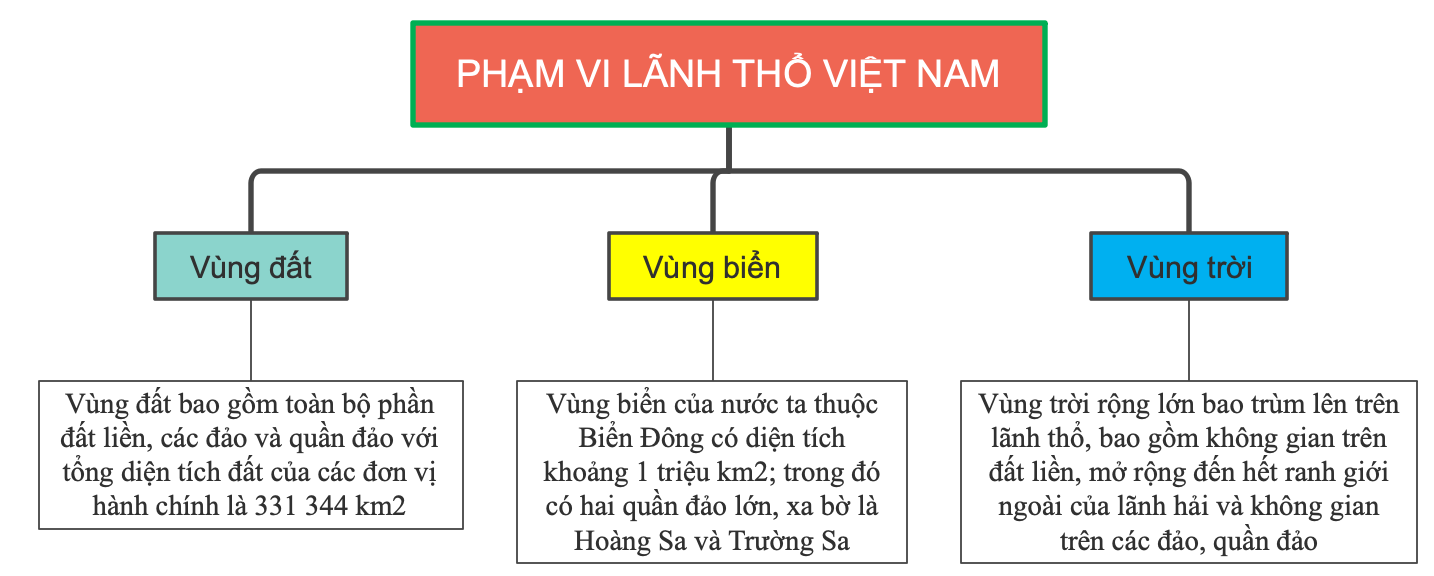 PHẠM VI LÃNH THỔ VIỆT NAM
Vùng đất
Vùng biển
Vùng trời
Vùng đất bao gồm toàn bộ phần
đất liền, các đảo và quần đảo với
tổng diện tích đất của các đơn vị
hành chính là 331 344 km2
Vùng biển của nước ta thuộc
Biển Đông có diện tích
khoảng 1 triệu km2; trong đó
có hai quần đảo lớn, xa bờ là
Hoàng Sa và Trường Sa
Vùng trời rộng lớn bao trùm lên trên
lãnh thổ, bao gồm không gian trên
đất liền, mở rộng đến hết ranh giới
ngoài của lãnh hải và không gian
trên các đảo, quần đảo